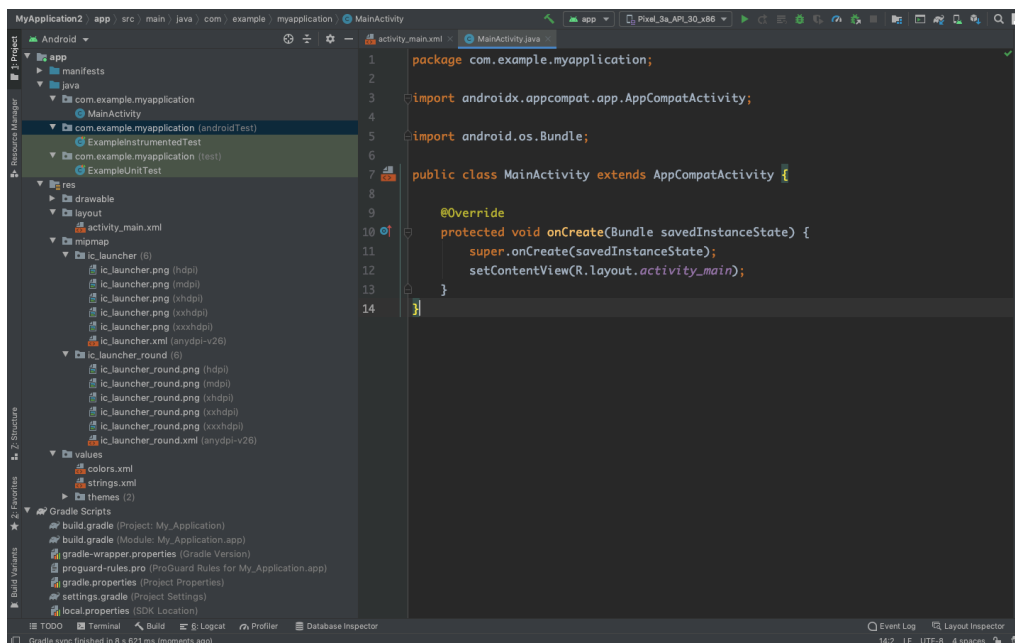 MyApplication2 › app › src › main › java › com › example › myapplication › MainActivity
app
Pixel_3a_API_30_x86
Android
activity_main.xml
MainActivity.java
1: Project
Resource Manager
Z: Structure
2: Favorites
Build Variants
app
manifests
java
com.example.myapplication
MainActivity
com.example.myapplication (androidTest)
ExampleInstrumentedTest
com.example.myapplication (test)
ExampleUnitTest
res
drawable
layout
activity_main.xml
mipmap
ic_launcher (6)
ic_launcher.png (hdpi)
ic_launcher.png (mdpi)
ic_launcher.png (xhdpi)
ic_launcher.png (xxhdpi)
ic_launcher.png (xxxhdpi)
ic_launcher.xml (anydpi-v26)
ic_launcher_round (6)
ic_launcher_round.png (hdpi)
ic_launcher_round.png (mdpi)
ic_launcher_round.png (xhdpi)
ic_launcher_round.png (xxhdpi)
ic_launcher_round.png (xxxhdpi)
ic_launcher_round.xml (anydpi-v26)
values
colors.xml
strings.xml
themes (2)
Gradle Scripts
build.gradle (Project: My_Application)
build.gradle (Module: My_Application.app)
gradle-wrapper.properties (Gradle Version)
proguard-rules.pro (ProGuard Rules for My_Application.app)
gradle.properties (Project Properties)
settings.gradle (Project Settings)
local.properties (SDK Location)
1 package com.example.myapplication;
2
3 import androidx.appcompat.app.AppCompatActivity;
4
5 import android.os.Bundle;
6
7 public class MainActivity extends AppCompatActivity {
8
9 @Override
10 protected void onCreate(Bundle savedInstanceState) {
11 super.onCreate(savedInstanceState);
12 setContentView(R.layout.activity_main);
13 }
14 }
TODO Terminal Build 6: Logcat Profiler Database Inspector Event Log Layout Inspector
Gradle sync finished in 8 s 621 ms (moments ago) 14:2 LF UTF-8 4 spaces